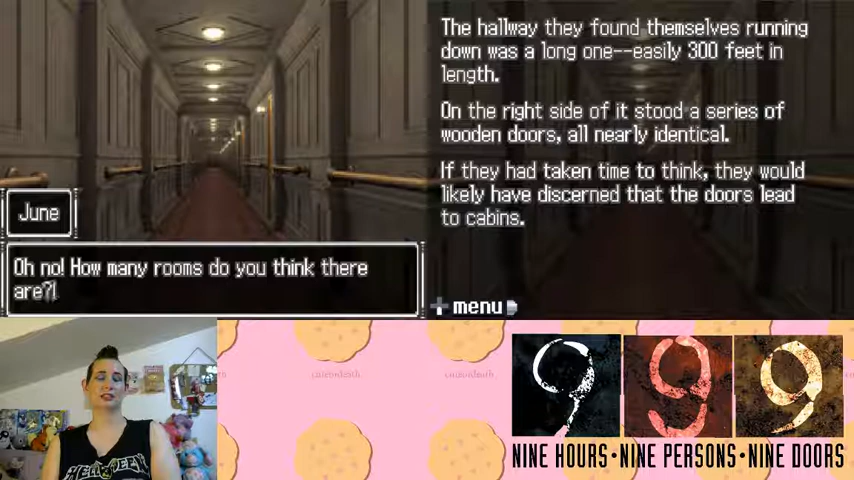 The hallway they found themselves running
down was a long one--easily 300 feet in
length.
On the right side of it stood a series of
wooden doors, all nearly identical.
If they had taken time to think, they would
likely have discerned that the doors lead
to cabins.
June
Oh no! How many rooms do you think there
are?!
menu
999
NINE HOURS•NINE PERSONS•NINE DOORS
HELLOWEEN